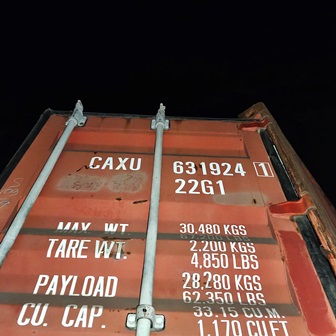 CAXU 631924 1
22G1
MAX. WT. 30,480 KGS
TARE WT. 2,200 KGS
4,850 LBS
PAYLOAD 28,280 KGS
62,350 LBS
CU. CAP. 33.15 CU.M.
1,170 CU.FT.